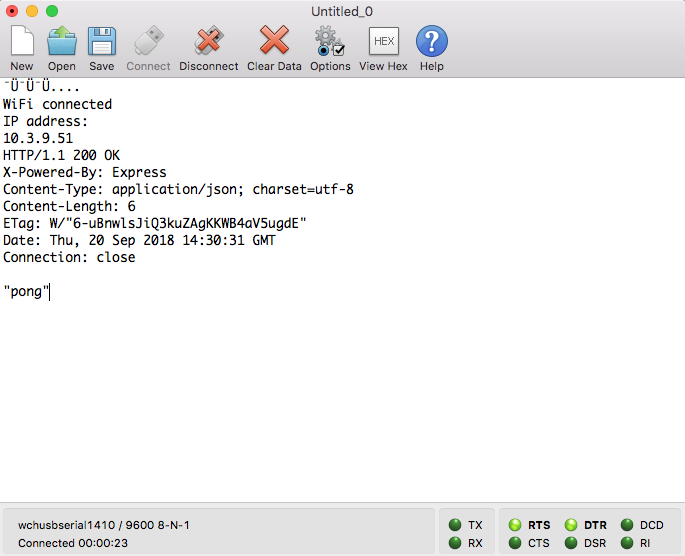 Untitled_0
New Open Save Connect Disconnect Clear Data Options View Hex Help
HEX
¨Ü¨Ü¨Ü....
WiFi connected
IP address:
10.3.9.51
HTTP/1.1 200 OK
X-Powered-By: Express
Content-Type: application/json; charset=utf-8
Content-Length: 6
ETag: W/"6-uBnwlsJiQ3kuZAgKKWB4aV5ugdE"
Date: Thu, 20 Sep 2018 14:30:31 GMT
Connection: close
"pong"
wchusbserial1410 / 9600 8-N-1
Connected 00:00:23
TX RTS DTR DCD
RX CTS DSR RI